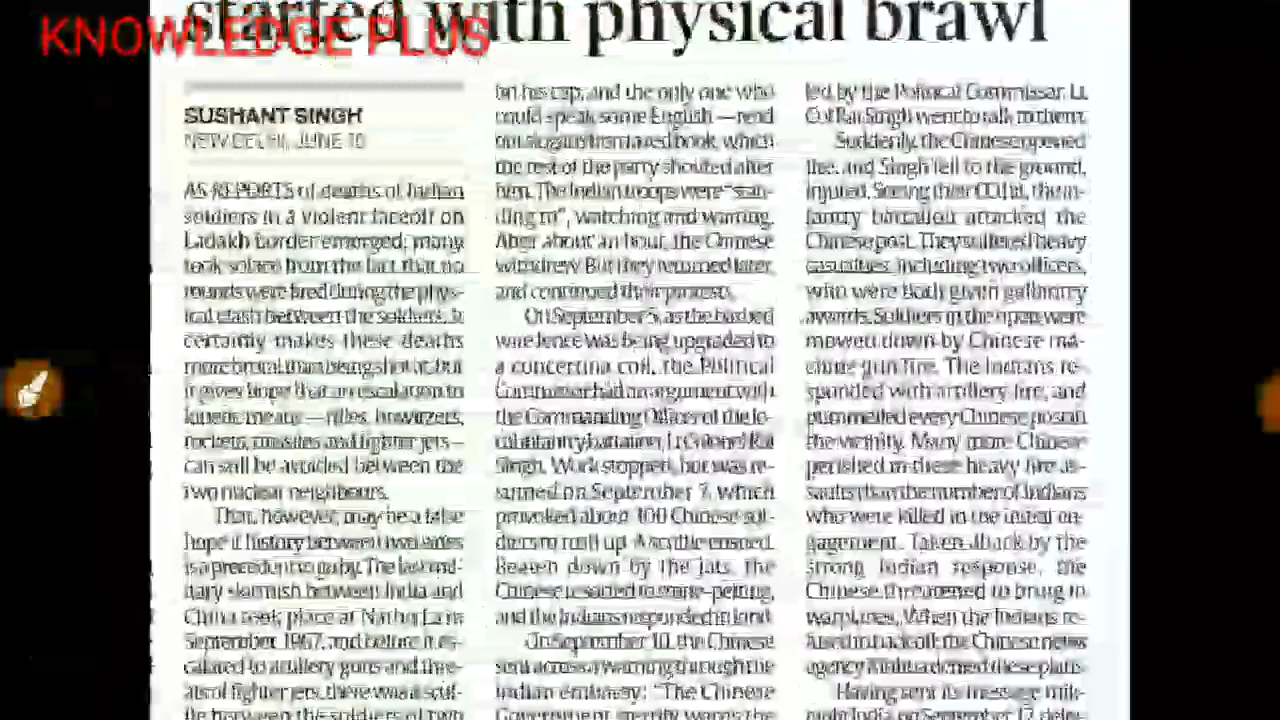 started with physical brawl
KNOWLEDGE PLUS
SUSHANT SINGH
NEW DELHI, JUNE
AS REPORTS of deaths of Indian
soldiers in a violent faceoff on
Ladakh border emerged, many
took solace from the fact that no
rounds were fired during the phys-
ical clash between the soldiers. It
certainly makes these deaths
more brutal than being shot at, but
it gives hope that an escalation to
kinetic means — rifles, howitzers,
rockets, missiles and fighter jets —
can still be avoided between the
two nuclear neighbours.
That, however, may be a false
hope if history between two sides
is a precedent to go by. The last mil-
itary skirmish between India and
China took place at Nathu La in
September 1967, and before it es-
calated to artillery guns and thre-
ats of fighter jets, there was a scuf-
fle between the soldiers of two
on his cap, and the only one who
could speak some English — read
out slogans from a red book, which
the rest of the party shouted after
him. The Indian troops were "stan-
ding to", watching and waiting.
After about an hour, the Chinese
withdrew. But they returned later,
and continued their protests.
On September 5, as the barbed
wire fence was being upgraded to
a concertina coil, the Political
Commissar had an argument with
the Commanding Officer of the lo-
cal infantry battalion, Lt Colonel Rai
Singh. Work stopped, but was re-
sumed on September 7, which
provoked about 100 Chinese sol-
diers to rush up. A scuffle ensued.
Beaten down by the Jats, the
Chinese resorted to stone-pelting,
and the Indians responded in kind.
On September 10, the Chinese
sent across a warning through the
Indian embassy: "The Chinese
Government sternly warns the
led by the Political Commissar. Lt
Col Rai Singh went to talk to them.
Suddenly, the Chinese opened
fire, and Singh fell to the ground,
injured. Seeing their CO hit, the in-
fantry battalion attacked the
Chinese post. They suffered heavy
casualties, including two officers,
who were both given gallantry
awards. Soldiers in the open were
mowed down by Chinese ma-
chine gun fire. The Indians re-
sponded with artillery fire, and
pummelled every Chinese post in
the vicinity. Many more Chinese
perished in these heavy fire as-
saults than the number of Indians
who were killed in the initial en-
gagement. Taken aback by the
strong Indian response, the
Chinese threatened to bring in
warplanes. When the Indians re-
fused to back off, the Chinese news
agency Xinhua denied these plans.
Having sent its message mili-
tarily, India on September 12 deliv-